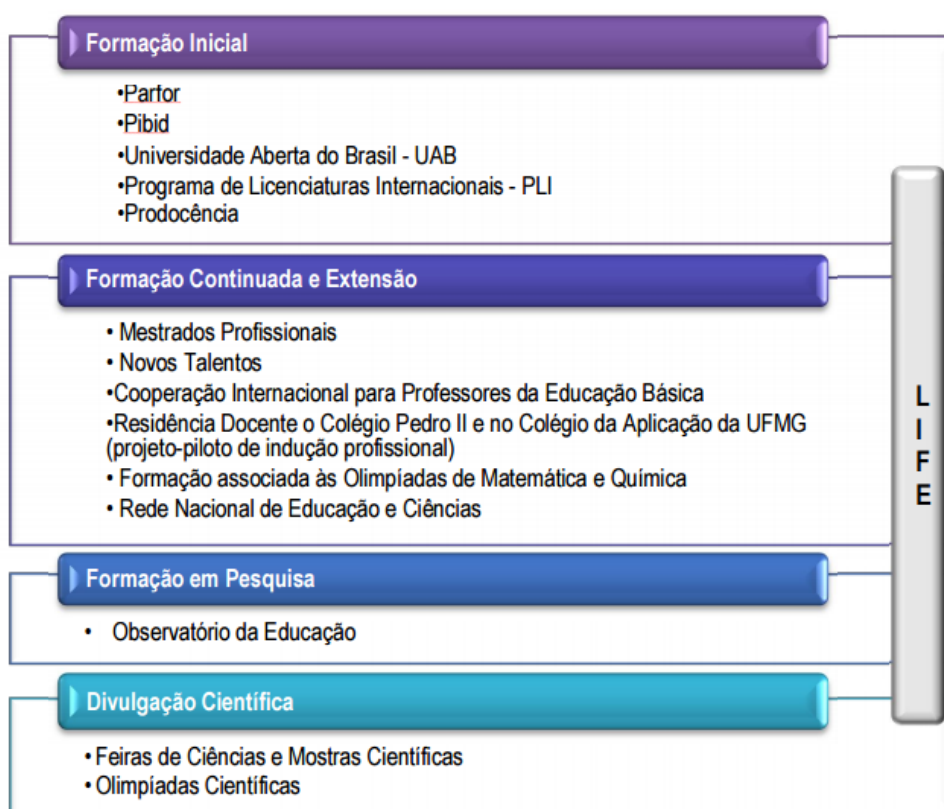 Formação Inicial
•Parfor
•Pibid
•Universidade Aberta do Brasil - UAB
•Programa de Licenciaturas Internacionais - PLI
•Prodocência
Formação Continuada e Extensão
• Mestrados Profissionais
• Novos Talentos
•Cooperação Internacional para Professores da Educação Básica
•Residência Docente o Colégio Pedro II e no Colégio da Aplicação da UFMG
(projeto-piloto de indução profissional)
• Formação associada às Olimpíadas de Matemática e Química
• Rede Nacional de Educação e Ciências
Formação em Pesquisa
• Observatório da Educação
Divulgação Científica
• Feiras de Ciências e Mostras Científicas
• Olimpíadas Científicas
L
I
F
E